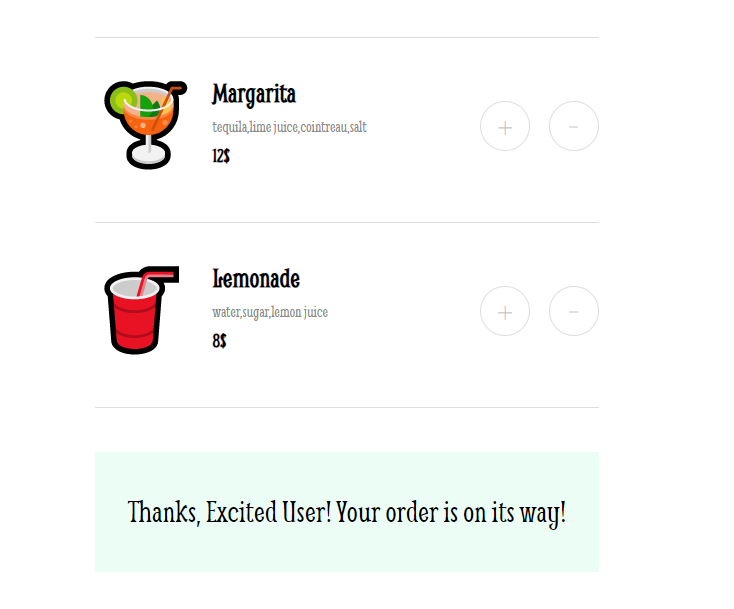 Margarita
tequila,lime juice,cointreau,salt
12$
+ -
Lemonade
water,sugar,lemon juice
8$
+ -
Thanks, Excited User! Your order is on its way!